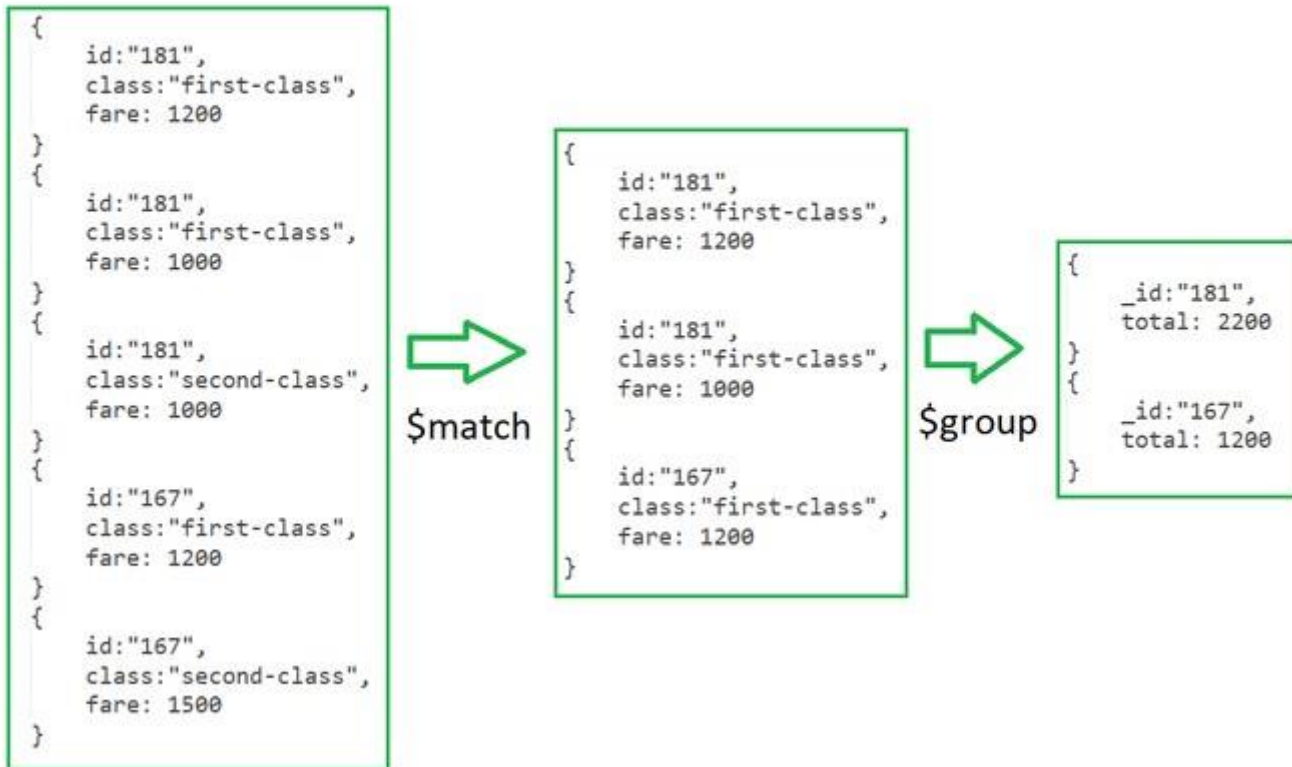 {
id:"181",
class:"first-class",
fare: 1200
}
{
id:"181",
class:"first-class",
fare: 1000
}
{
id:"181",
class:"second-class",
fare: 1000
}
{
id:"167",
class:"first-class",
fare: 1200
}
{
id:"167",
class:"second-class",
fare: 1500
}
$match
{
id:"181",
class:"first-class",
fare: 1200
}
{
id:"181",
class:"first-class",
fare: 1000
}
{
id:"167",
class:"first-class",
fare: 1200
}
$group
{
_id:"181",
total: 2200
}
{
_id:"167",
total: 1200
}